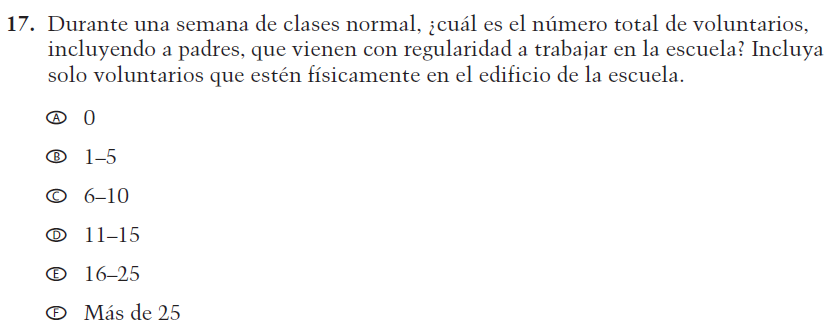 17. Durante una semana de clases normal, ¿cuál es el número total de voluntarios,
incluyendo a padres, que vienen con regularidad a trabajar en la escuela? Incluya
solo voluntarios que estén físicamente en el edificio de la escuela.
A 0
B 1–5
C 6–10
D 11–15
E 16–25
F Más de 25